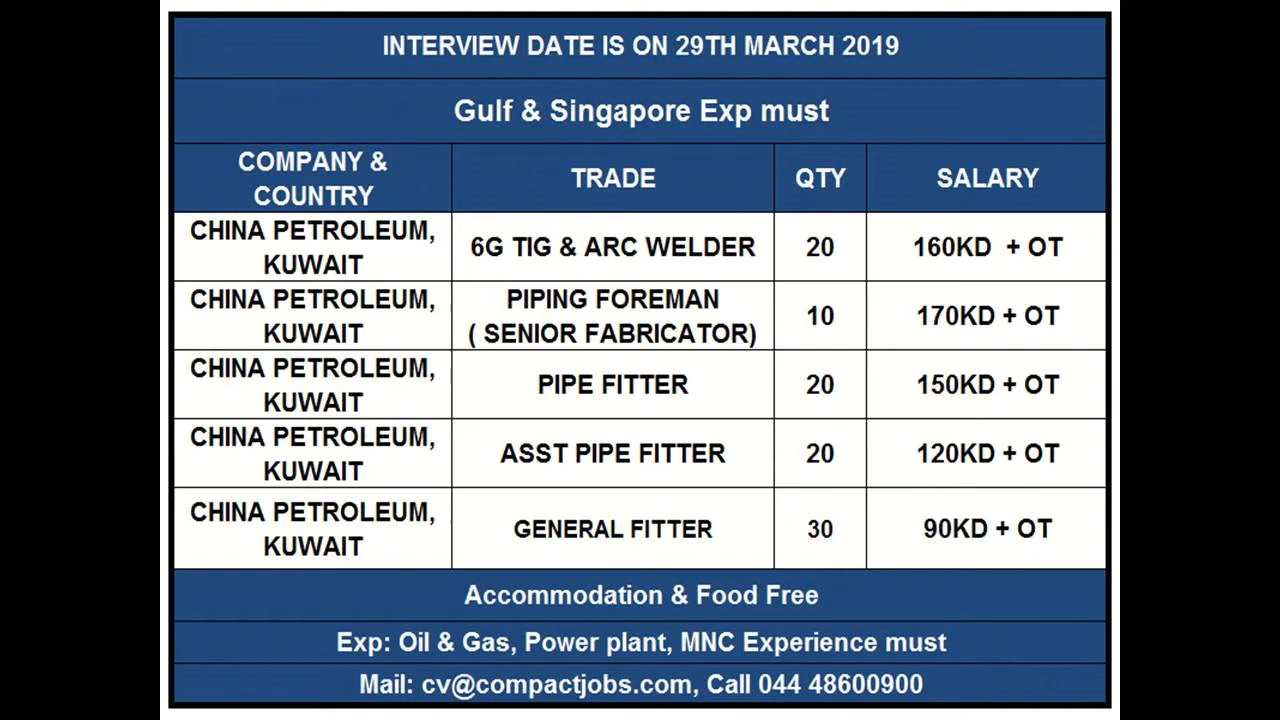 INTERVIEW DATE IS ON 29TH MARCH 2019
Gulf & Singapore Exp must
COMPANY &
COUNTRY
TRADE
QTY
SALARY
CHINA PETROLEUM,
KUWAIT
6G TIG & ARC WELDER
20
160KD + OT
CHINA PETROLEUM,
KUWAIT
PIPING FOREMAN
( SENIOR FABRICATOR)
10
170KD + OT
CHINA PETROLEUM,
KUWAIT
PIPE FITTER
20
150KD + OT
CHINA PETROLEUM,
KUWAIT
ASST PIPE FITTER
20
120KD + OT
CHINA PETROLEUM,
KUWAIT
GENERAL FITTER
30
90KD + OT
Accommodation & Food Free
Exp: Oil & Gas, Power plant, MNC Experience must
Mail: cv@compactjobs.com, Call 044 48600900